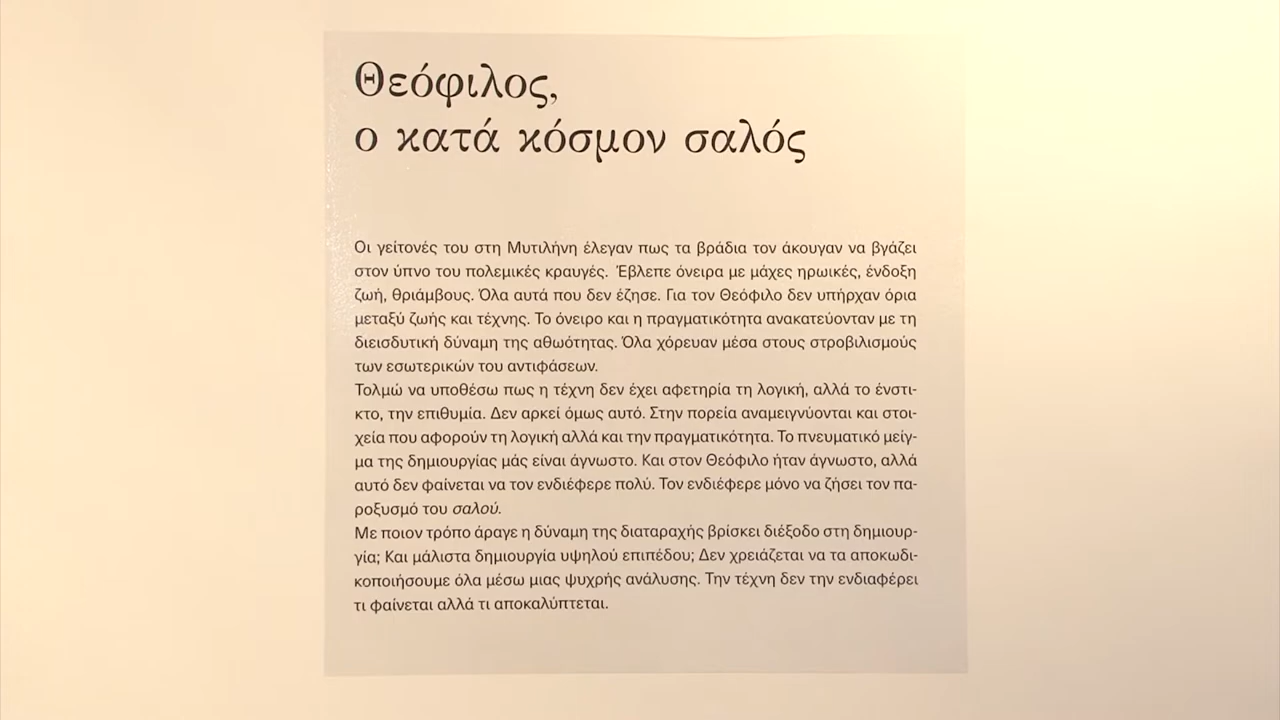 Θεόφιλος,
ο κατά κόσμον σαλός
Οι γείτονές του στη Μυτιλήνη έλεγαν πως τα βράδια τον άκουγαν να βγάζει
στον ύπνο του πολεμικές κραυγές. Έβλεπε όνειρα με μάχες ηρωικές, ένδοξη
ζωή, θριάμβους. Όλα αυτά που δεν έζησε. Για τον Θεόφιλο δεν υπήρχαν όρια
μεταξύ ζωής και τέχνης. Το όνειρο και η πραγματικότητα ανακατεύονταν με τη
διεισδυτική δύναμη της αθωότητας. Όλα χόρευαν μέσα στους στροβιλισμούς
των εσωτερικών του αντιφάσεων.
Τολμώ να υποθέσω πως η τέχνη δεν έχει αφετηρία τη λογική, αλλά το ένστι-
κτο, την επιθυμία. Δεν αρκεί όμως αυτό. Στην πορεία αναμειγνύονται και στοι-
χεία που αφορούν τη λογική αλλά και την πραγματικότητα. Το πνευματικό μείγ-
μα της δημιουργίας μάς είναι άγνωστο. Και στον Θεόφιλο ήταν άγνωστο, αλλά
αυτό δεν φαίνεται να τον ενδιέφερε πολύ. Τον ενδιέφερε μόνο να ζήσει τον πα-
ροξυσμό του σαλού.
Με ποιον τρόπο άραγε η δύναμη της διαταραχής βρίσκει διέξοδο στη δημιουρ-
γία; Και μάλιστα δημιουργία υψηλού επιπέδου; Δεν χρειάζεται να τα αποκωδι-
κοποιήσουμε όλα μέσω μιας ψυχρής ανάλυσης. Την τέχνη δεν την ενδιαφέρει
τι φαίνεται αλλά τι αποκαλύπτεται.